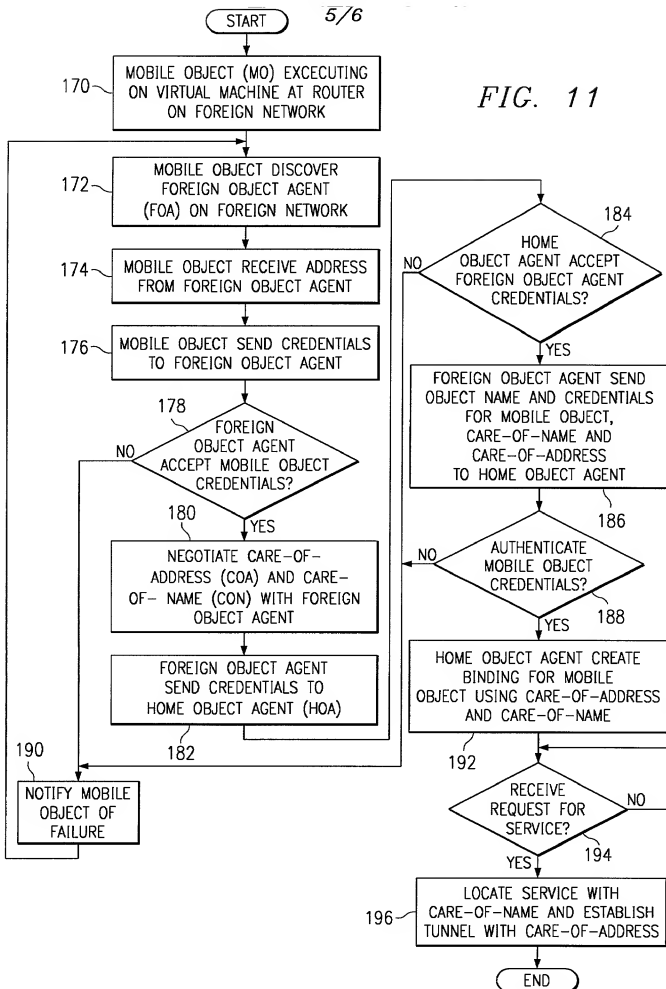 5/6
START
FIG. 11
170
MOBILE OBJECT (MO) EXCECUTING
ON VIRTUAL MACHINE AT ROUTER
ON FOREIGN NETWORK
172
MOBILE OBJECT DISCOVER
FOREIGN OBJECT AGENT
(FOA) ON FOREIGN NETWORK
174
MOBILE OBJECT RECEIVE ADDRESS
FROM FOREIGN OBJECT AGENT
176
MOBILE OBJECT SEND CREDENTIALS
TO FOREIGN OBJECT AGENT
178
FOREIGN
OBJECT AGENT
ACCEPT MOBILE OBJECT
CREDENTIALS?
NO
YES
180
NEGOTIATE CARE-OF-
ADDRESS (COA) AND CARE-
OF- NAME (CON) WITH FOREIGN
OBJECT AGENT
FOREIGN OBJECT AGENT
SEND CREDENTIALS TO
HOME OBJECT AGENT (HOA)
182
190
NOTIFY MOBILE
OBJECT OF
FAILURE
184
HOME
OBJECT AGENT ACCEPT
FOREIGN OBJECT AGENT
CREDENTIALS?
NO
YES
FOREIGN OBJECT AGENT SEND
OBJECT NAME AND CREDENTIALS
FOR MOBILE OBJECT,
CARE-OF-NAME AND
CARE-OF-ADDRESS
TO HOME OBJECT AGENT
186
AUTHENTICATE
MOBILE OBJECT
CREDENTIALS?
NO
188
YES
HOME OBJECT AGENT CREATE
BINDING FOR MOBILE
OBJECT USING CARE-OF-ADDRESS
AND CARE-OF-NAME
192
RECEIVE
REQUEST FOR
SERVICE?
NO
194
YES
196
LOCATE SERVICE WITH
CARE-OF-NAME AND ESTABLISH
TUNNEL WITH CARE-OF-ADDRESS
END